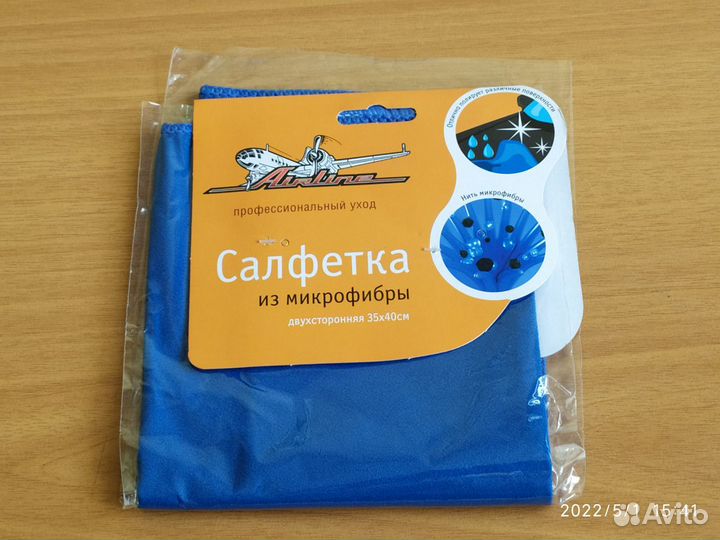 Отлично полирует различные поверхности
Airline
профессиональный уход
Нить микрофибры
Салфетка
из микрофибры
двухсторонняя 35х40см
2022/5/1 15:41
Avito